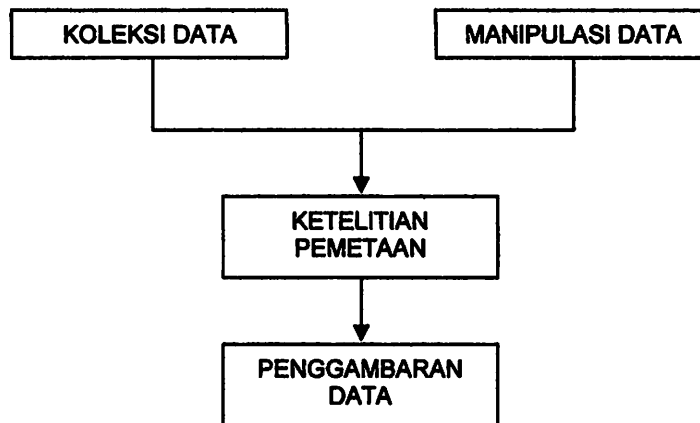 KOLEKSI DATA
MANIPULASI DATA
KETELITIAN
PEMETAAN
PENGGAMBARAN
DATA